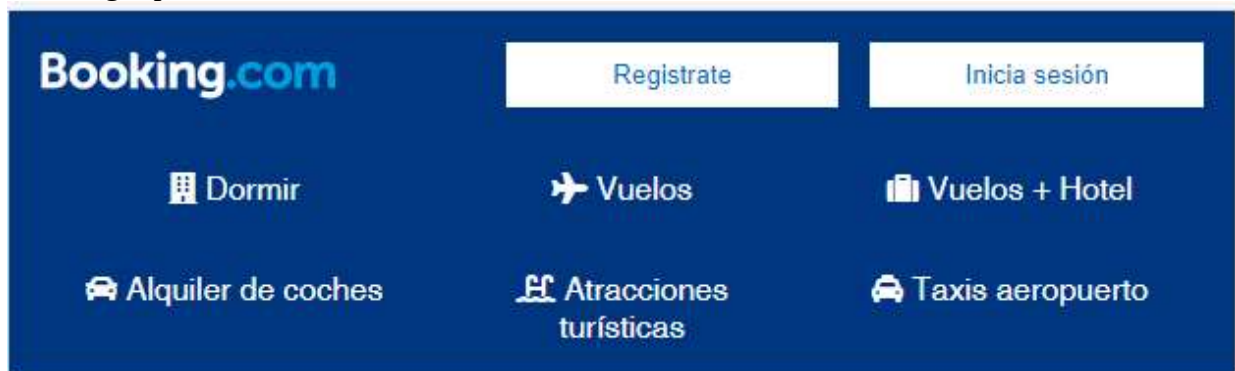 Booking.com
Registrate
Inicia sesión
Dormir
Vuelos
Vuelos + Hotel
Alquiler de coches
Atracciones
turísticas
Taxis aeropuerto